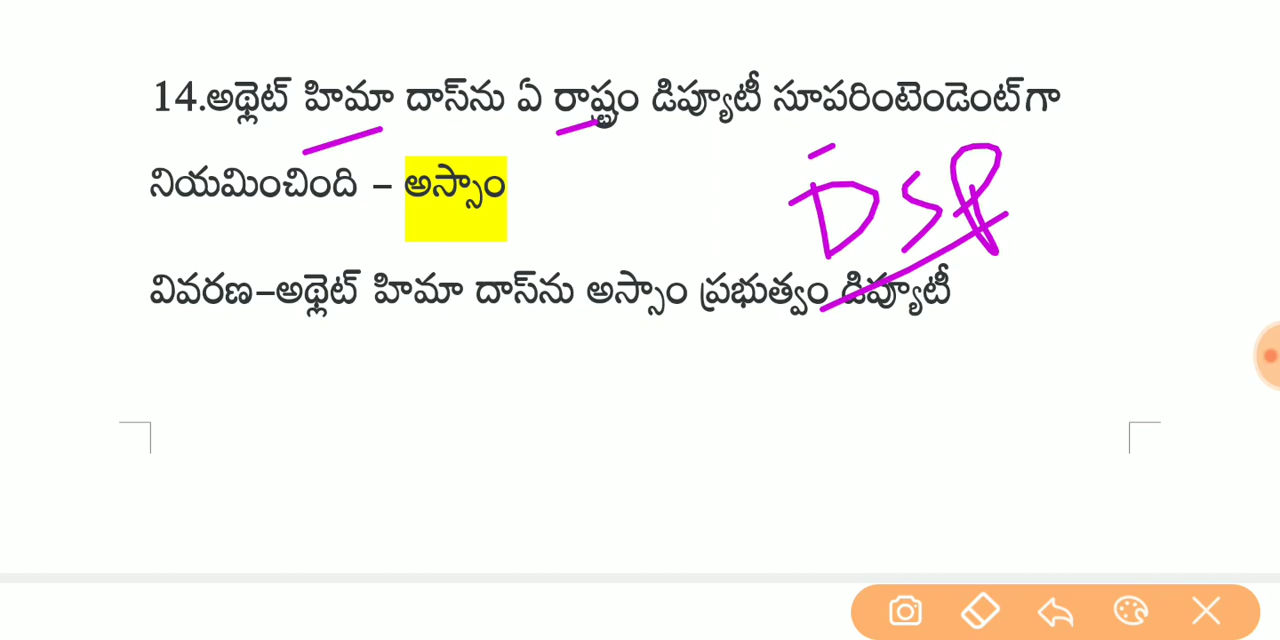 14.అథ్లెట్ హిమా దాస్‌ను ఏ రాష్ట్రం డిప్యూటీ సూపరింటెండెంట్‌గా
నియమించింది – అస్సాం
DSP
వివరణ–అథ్లెట్ హిమా దాస్‌ను అస్సాం ప్రభుత్వం డిప్యూటీ